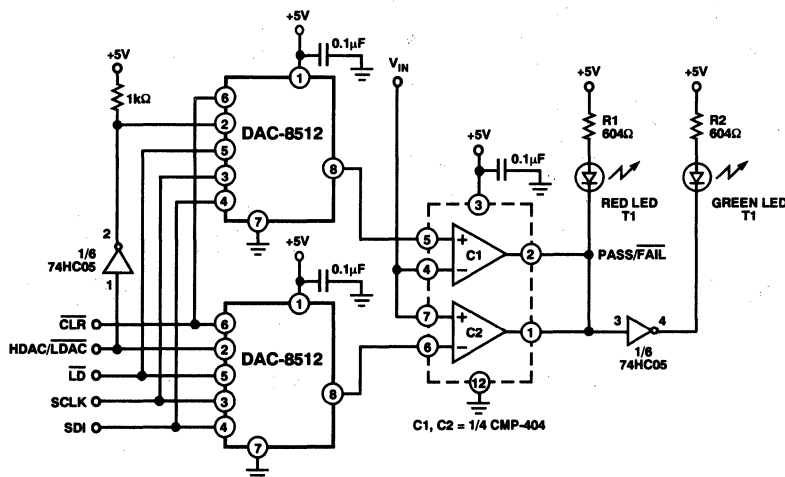 +5V
0.1µF
+5V
1kΩ
1
6
2
5
3
4
DAC-8512
8
7
2
1/6
74HC05
1
+5V
0.1µF
1
CLR
HDAC/LDAC
LD
SCLK
SDI
6
2
5
3
4
DAC-8512
8
7
VIN
+5V
0.1µF
3
5
+
4
–
C1
2
7
+
6
–
C2
1
12
C1, C2 = 1/4 CMP-404
+5V
R1
604Ω
RED LED
T1
PASS/FAIL
+5V
R2
604Ω
GREEN LED
T1
3
4
1/6
74HC05